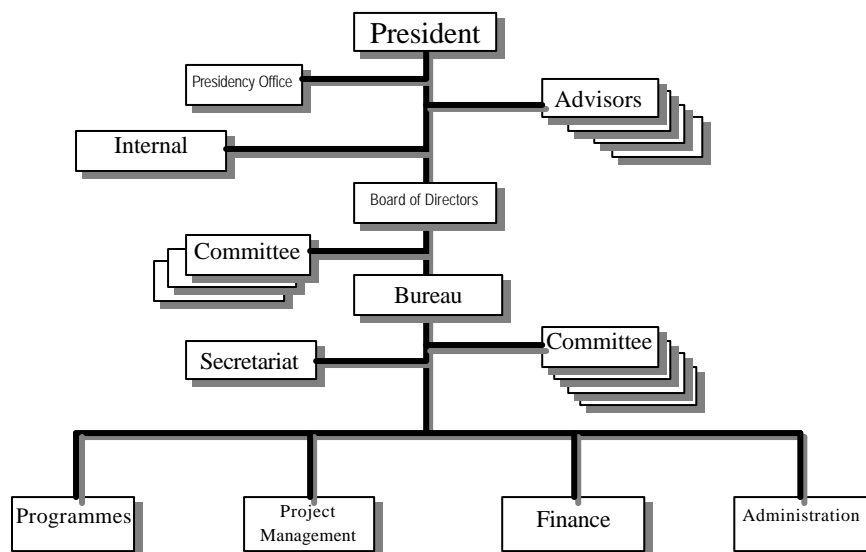 President
Presidency Office
Advisors
Internal
Board of Directors
Committee
Bureau
Committee
Secretariat
Programmes
Project
Management
Finance
Administration